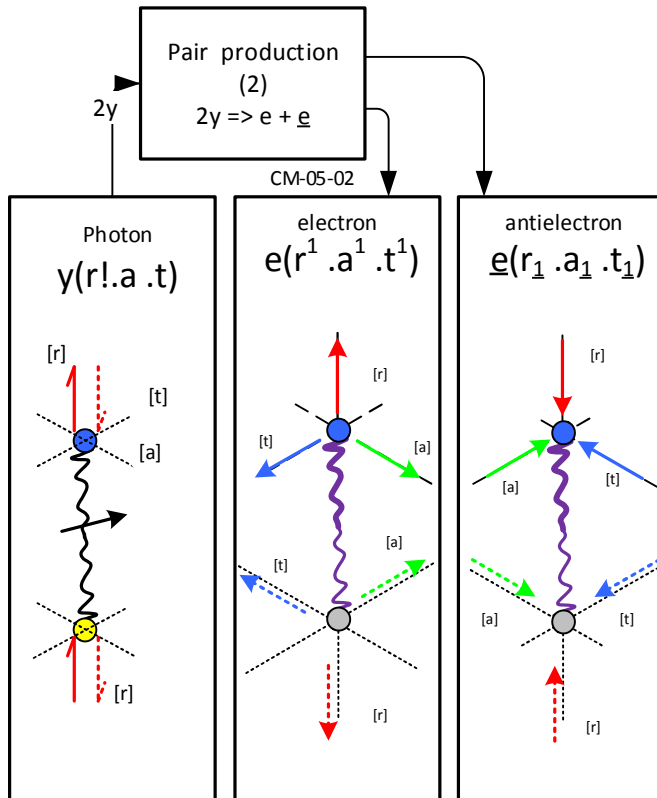 Pair production
(2)
2y => e + e̲
2y
CM-05-02
Photon
y(r!.a .t)
[r]
[t]
[a]
[r]
electron
e(r¹ .a¹ .t¹)
[r]
[t]
[a]
[t]
[a]
[r]
antielectron
e̲(r₁̲ .a₁̲ .t₁̲)
[r]
[a]
[t]
[a]
[t]
[r]